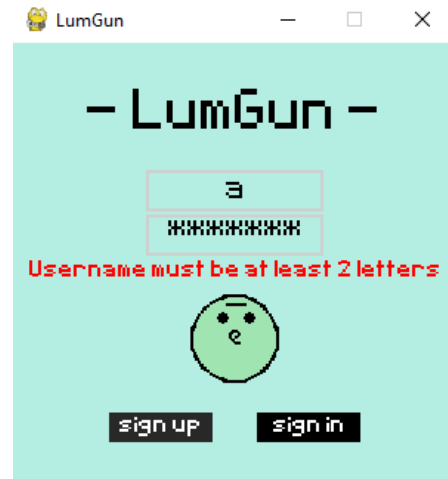 LumGun
- LumGun -
a
*******
Username must be at least 2 letters
sign up
sign in